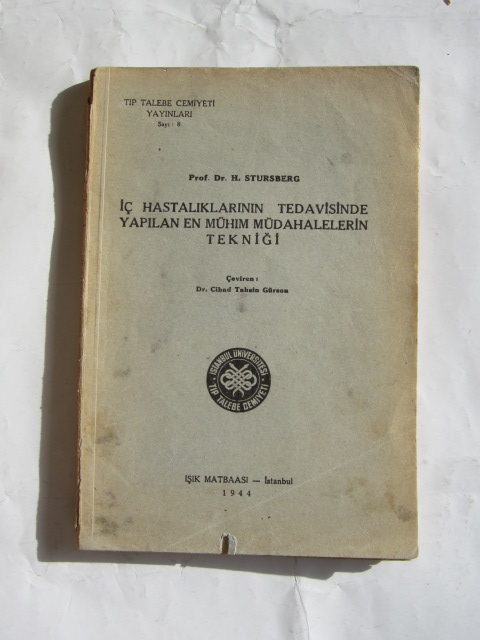 TIP TALEBE CEMİYETİ
YAYINLARI
Sayı - 8
Prof. Dr. H. STURSBERG
İÇ HASTALIKLARININ TEDAVİSİNDE
YAPILAN EN MÜHIM MÜDAHALELERİN
TEKNİĞİ
Çeviren :
Dr. Cihad Tahsin Gürson
İSTANBUL ÜNİVERSİTESİ
TIP TALEBE CEMİYETİ
IŞIK MATBAASI — İstanbul
1944